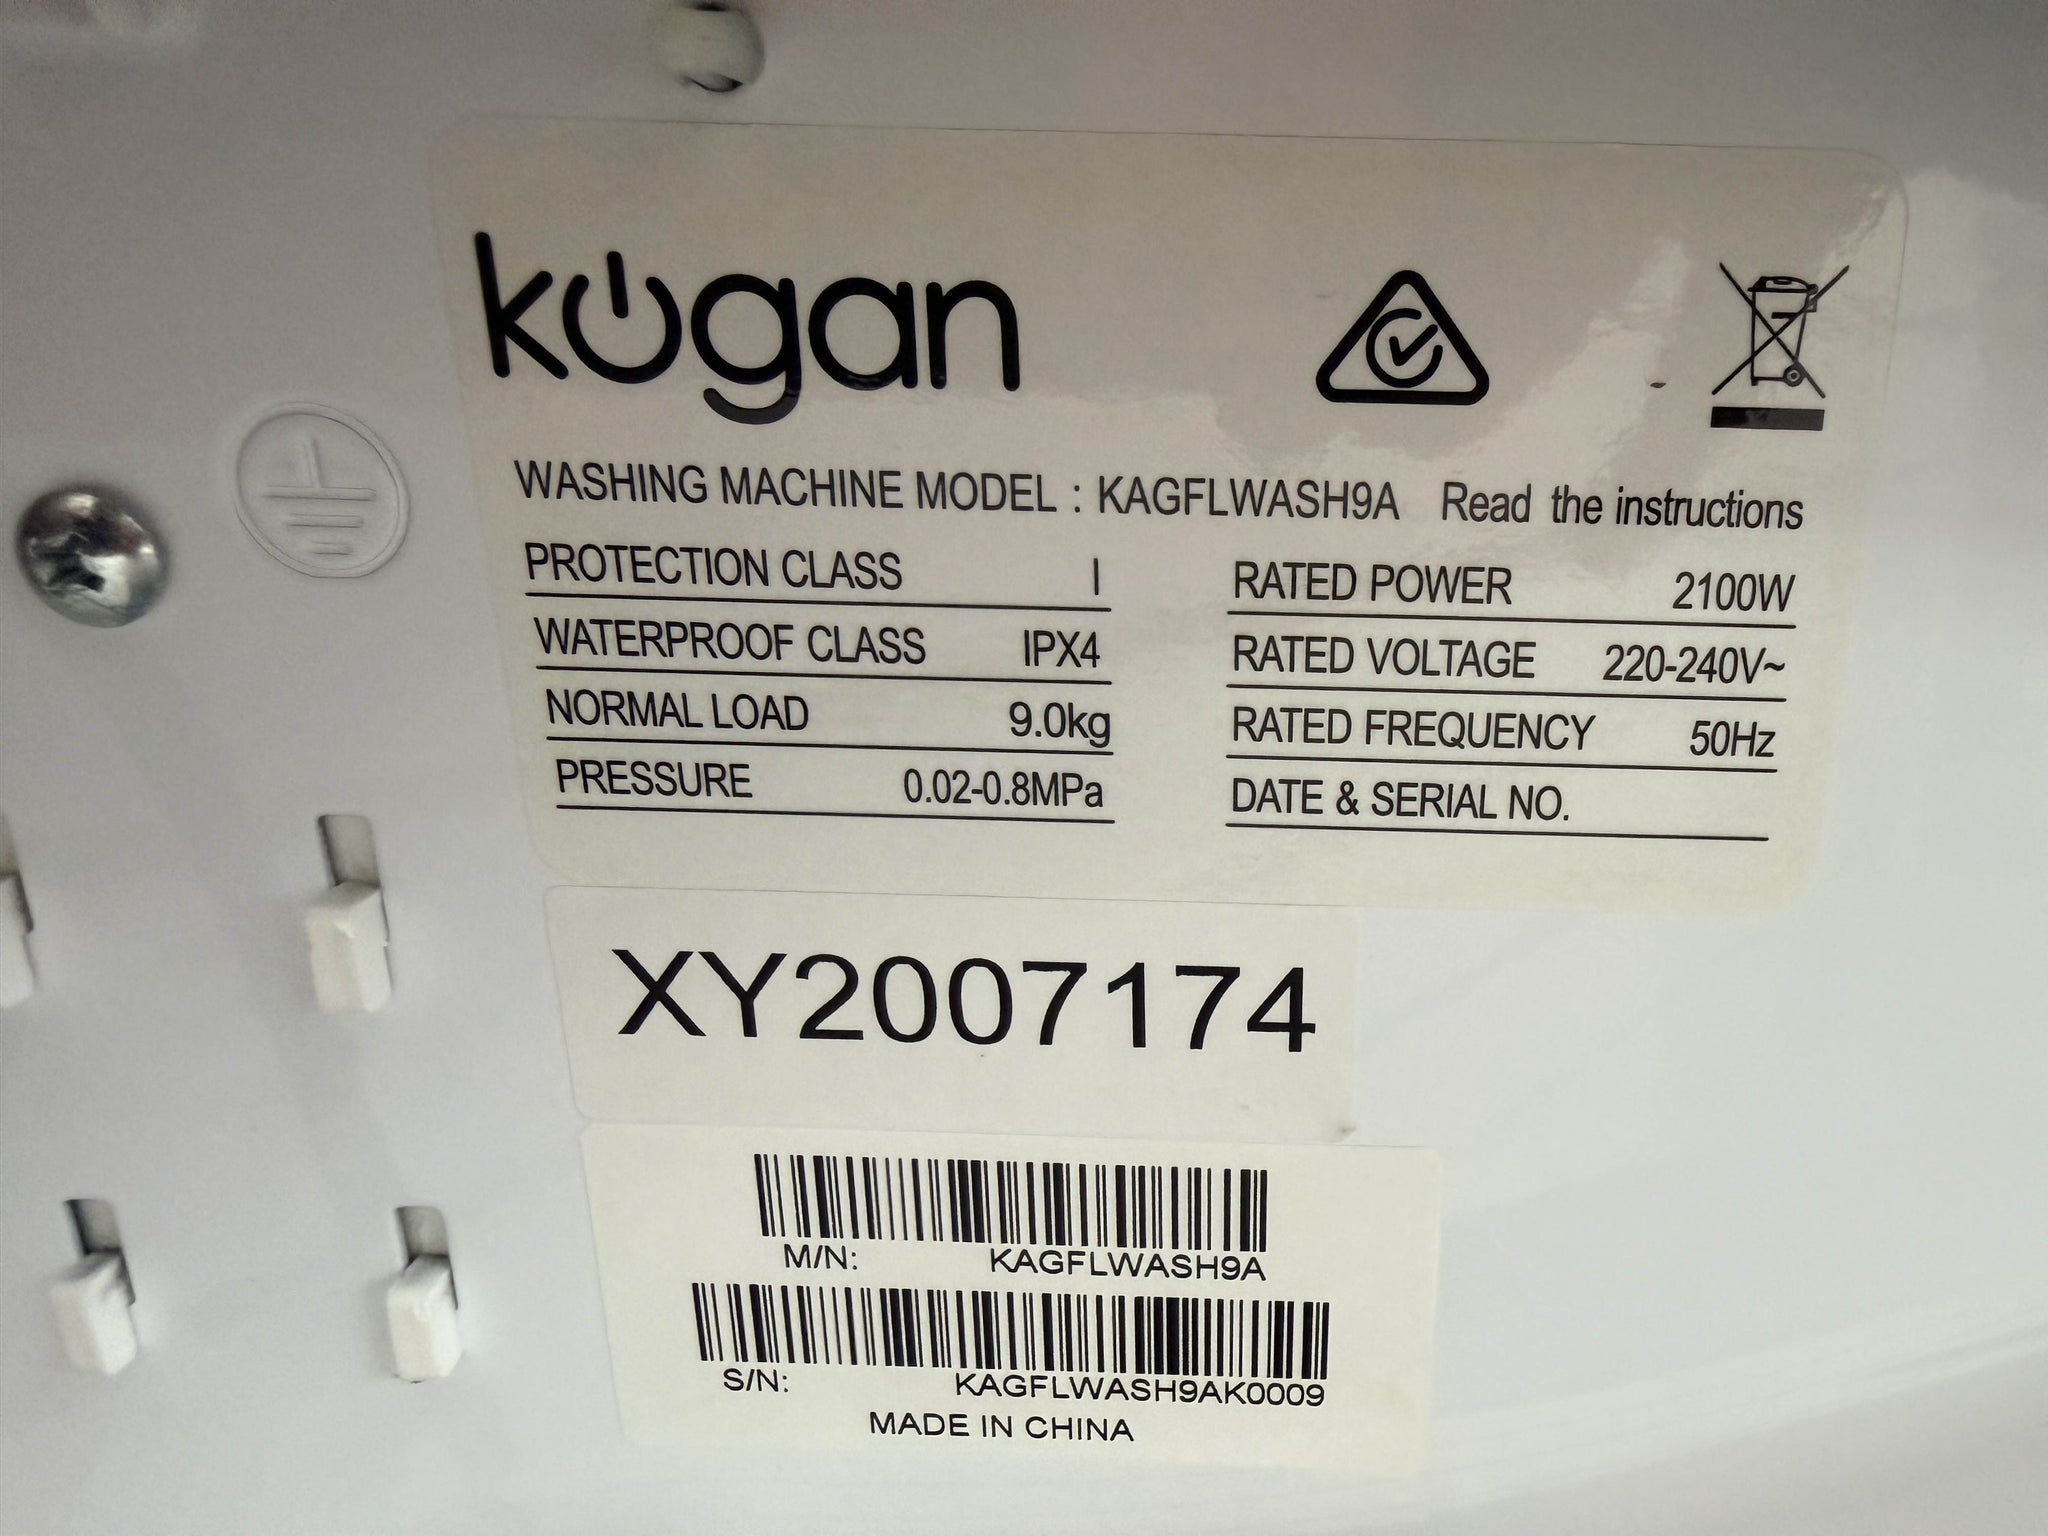 kogan
WASHING MACHINE MODEL : KAGFLWASH9A Read the instructions
PROTECTION CLASS I RATED POWER 2100W
WATERPROOF CLASS IPX4 RATED VOLTAGE 220-240V~
NORMAL LOAD 9.0kg RATED FREQUENCY 50Hz
PRESSURE 0.02-0.8MPa DATE & SERIAL NO.
XY2007174
M/N: KAGFLWASH9A
S/N: KAGFLWASH9AK0009
MADE IN CHINA